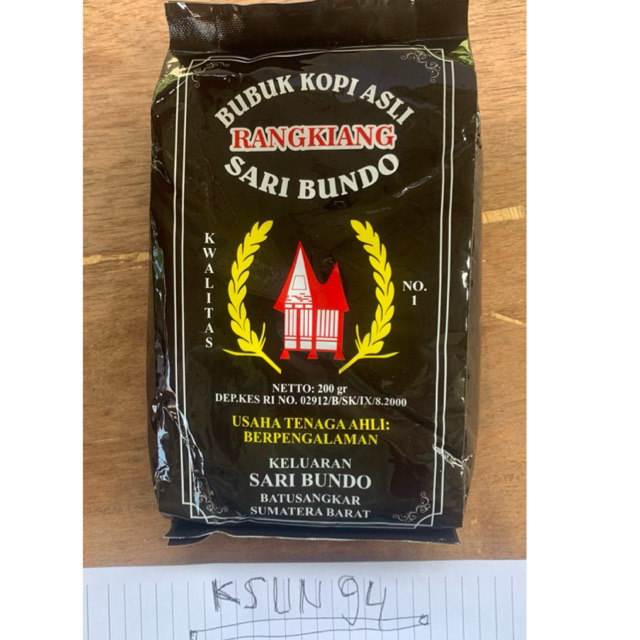 BUBUK KOPI ASLI
RANGKIANG
SARI BUNDO
KWALITAS
NO.
1
NETTO: 200 gr
DEP.KES RI NO. 02912/B/SK/IX/8.2000
USAHA TENAGA AHLI:
BERPENGALAMAN
KELUARAN
SARI BUNDO
BATUSANGKAR
SUMATERA BARAT
KSUN94